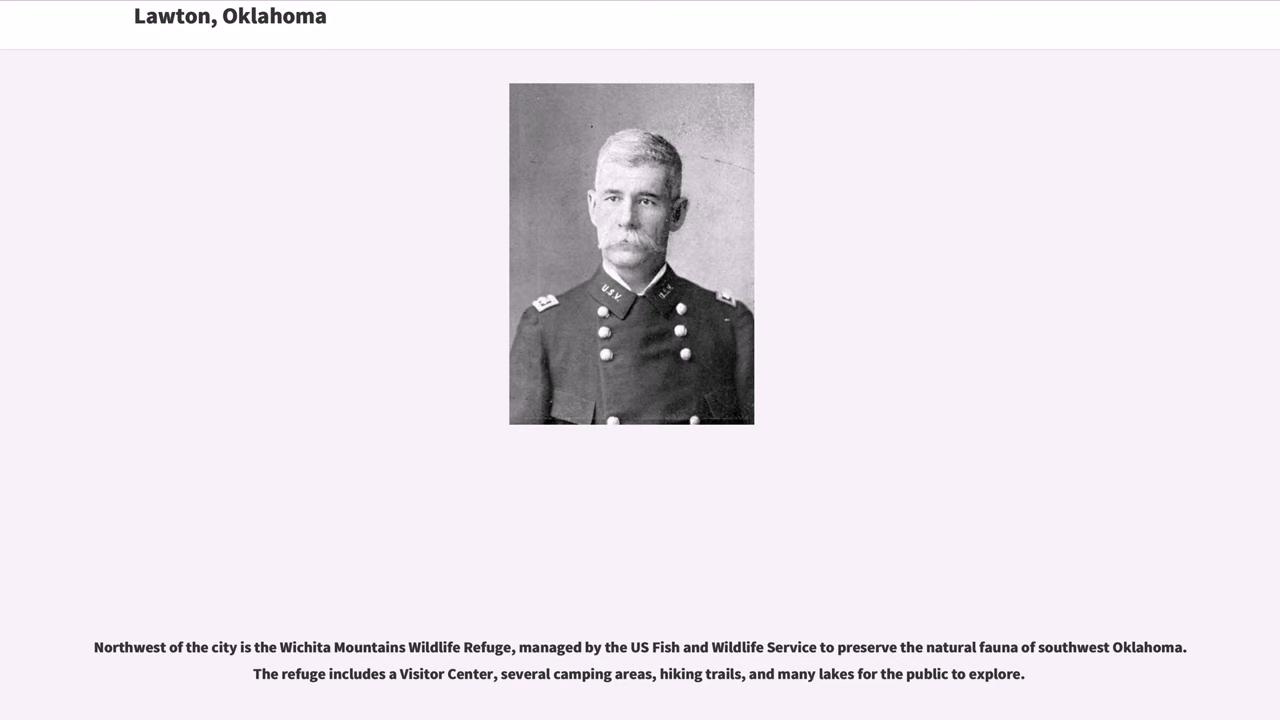 Lawton, Oklahoma
U.S.V.
Northwest of the city is the Wichita Mountains Wildlife Refuge, managed by the US Fish and Wildlife Service to preserve the natural fauna of southwest Oklahoma.
The refuge includes a Visitor Center, several camping areas, hiking trails, and many lakes for the public to explore.